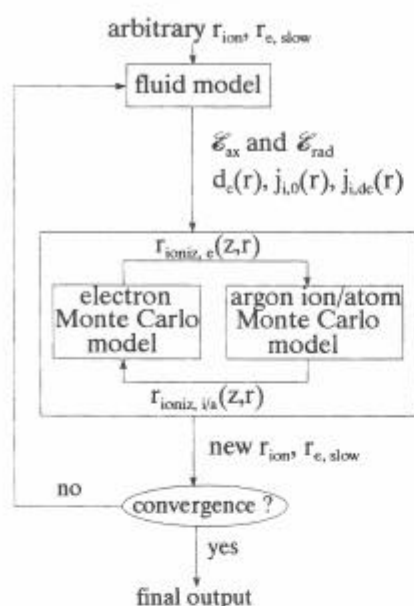 arbitrary r_ion, r_e, slow
fluid model
ℰ_ax and ℰ_rad
d_c(r), j_i,0(r), j_i,dc(r)
r_ioniz, e(z,r)
electron
Monte Carlo
model
argon ion/atom
Monte Carlo
model
r_ioniz, i/a(z,r)
new r_ion, r_e, slow
no
convergence ?
yes
final output